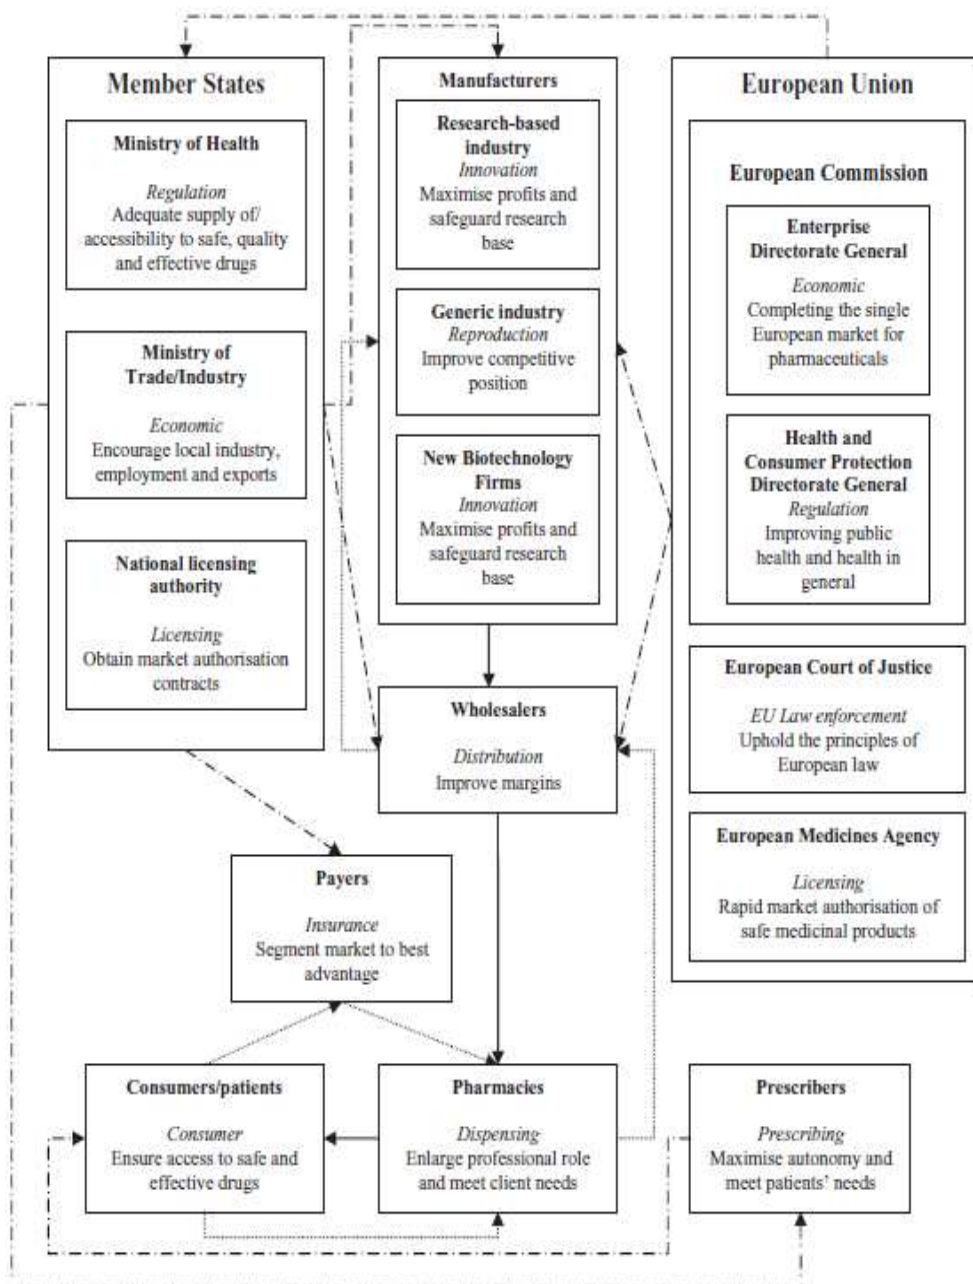 Member States
Ministry of Health
Regulation
Adequate supply of/
accessibility to safe, quality
and effective drugs
Ministry of
Trade/Industry
Economic
Encourage local industry,
employment and exports
National licensing
authority
Licensing
Obtain market authorisation
contracts
Manufacturers
Research-based
industry
Innovation
Maximise profits and
safeguard research
base
Generic industry
Reproduction
Improve competitive
position
New Biotechnology
Firms
Innovation
Maximise profits and
safeguard research
base
European Union
European Commission
Enterprise
Directorate General
Economic
Completing the single
European market for
pharmaceuticals
Health and
Consumer Protection
Directorate General
Regulation
Improving public
health and health in
general
European Court of Justice
EU Law enforcement
Uphold the principles of
European law
European Medicines Agency
Licensing
Rapid market authorisation of
safe medicinal products
Wholesalers
Distribution
Improve margins
Payers
Insurance
Segment market to best
advantage
Consumers/patients
Consumer
Ensure access to safe and
effective drugs
Pharmacies
Dispensing
Enlarge professional role
and meet client needs
Prescribers
Prescribing
Maximise autonomy and
meet patients' needs